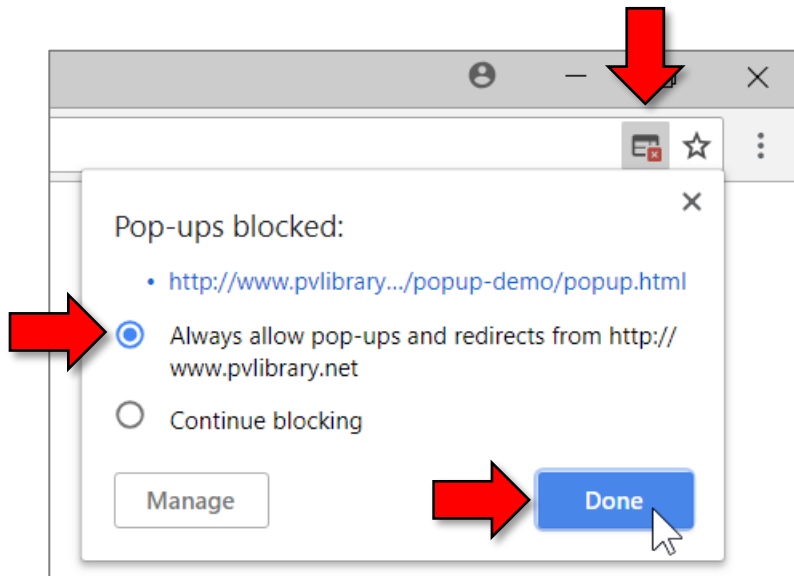 Pop-ups blocked:
• http://www.pvlibrary.../popup-demo/popup.html
Always allow pop-ups and redirects from http://
www.pvlibrary.net
Continue blocking
Manage
Done